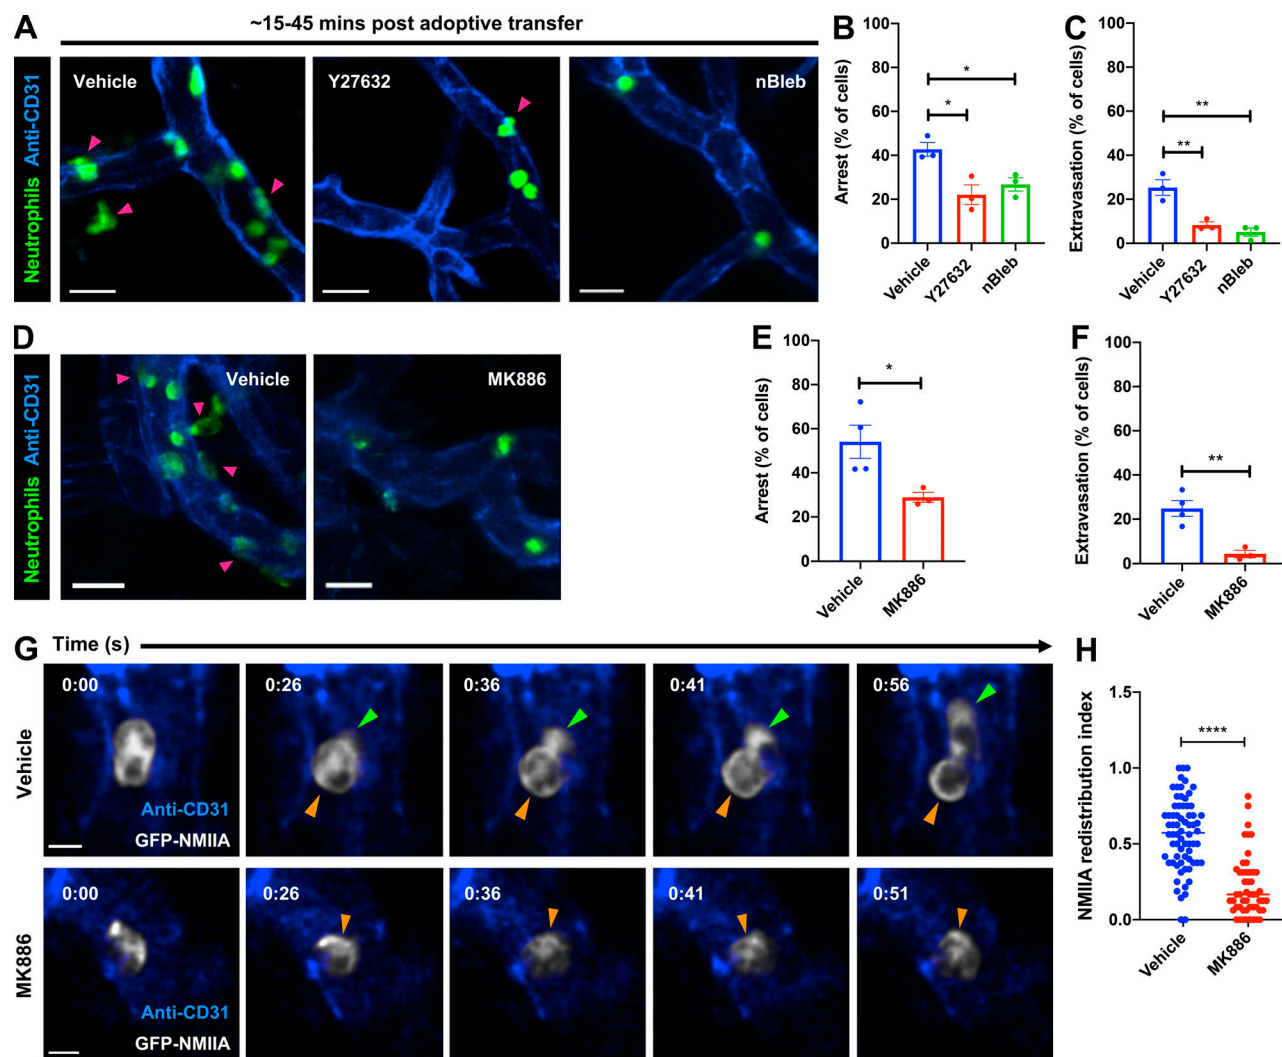 A
~15-45 mins post adoptive transfer
Neutrophils Anti-CD31
Vehicle
Y27632
nBleb
B
Arrest (% of cells)
100
80
60
40
20
0
*
*
Vehicle
Y27632
nBleb
C
Extravasation (% of cells)
100
80
60
40
20
0
**
**
Vehicle
Y27632
nBleb
D
Neutrophils Anti-CD31
Vehicle
MK886
E
Arrest (% of cells)
100
80
60
40
20
0
*
Vehicle
MK886
F
Extravasation (% of cells)
100
80
60
40
20
0
**
Vehicle
MK886
G
Time (s)
Vehicle
0:00
0:26
0:36
0:41
0:56
Anti-CD31
GFP-NMIIA
MK886
0:00
0:26
0:36
0:41
0:51
Anti-CD31
GFP-NMIIA
H
NMIIA redistribution index
1.5
1.0
0.5
0.0
****
Vehicle
MK886